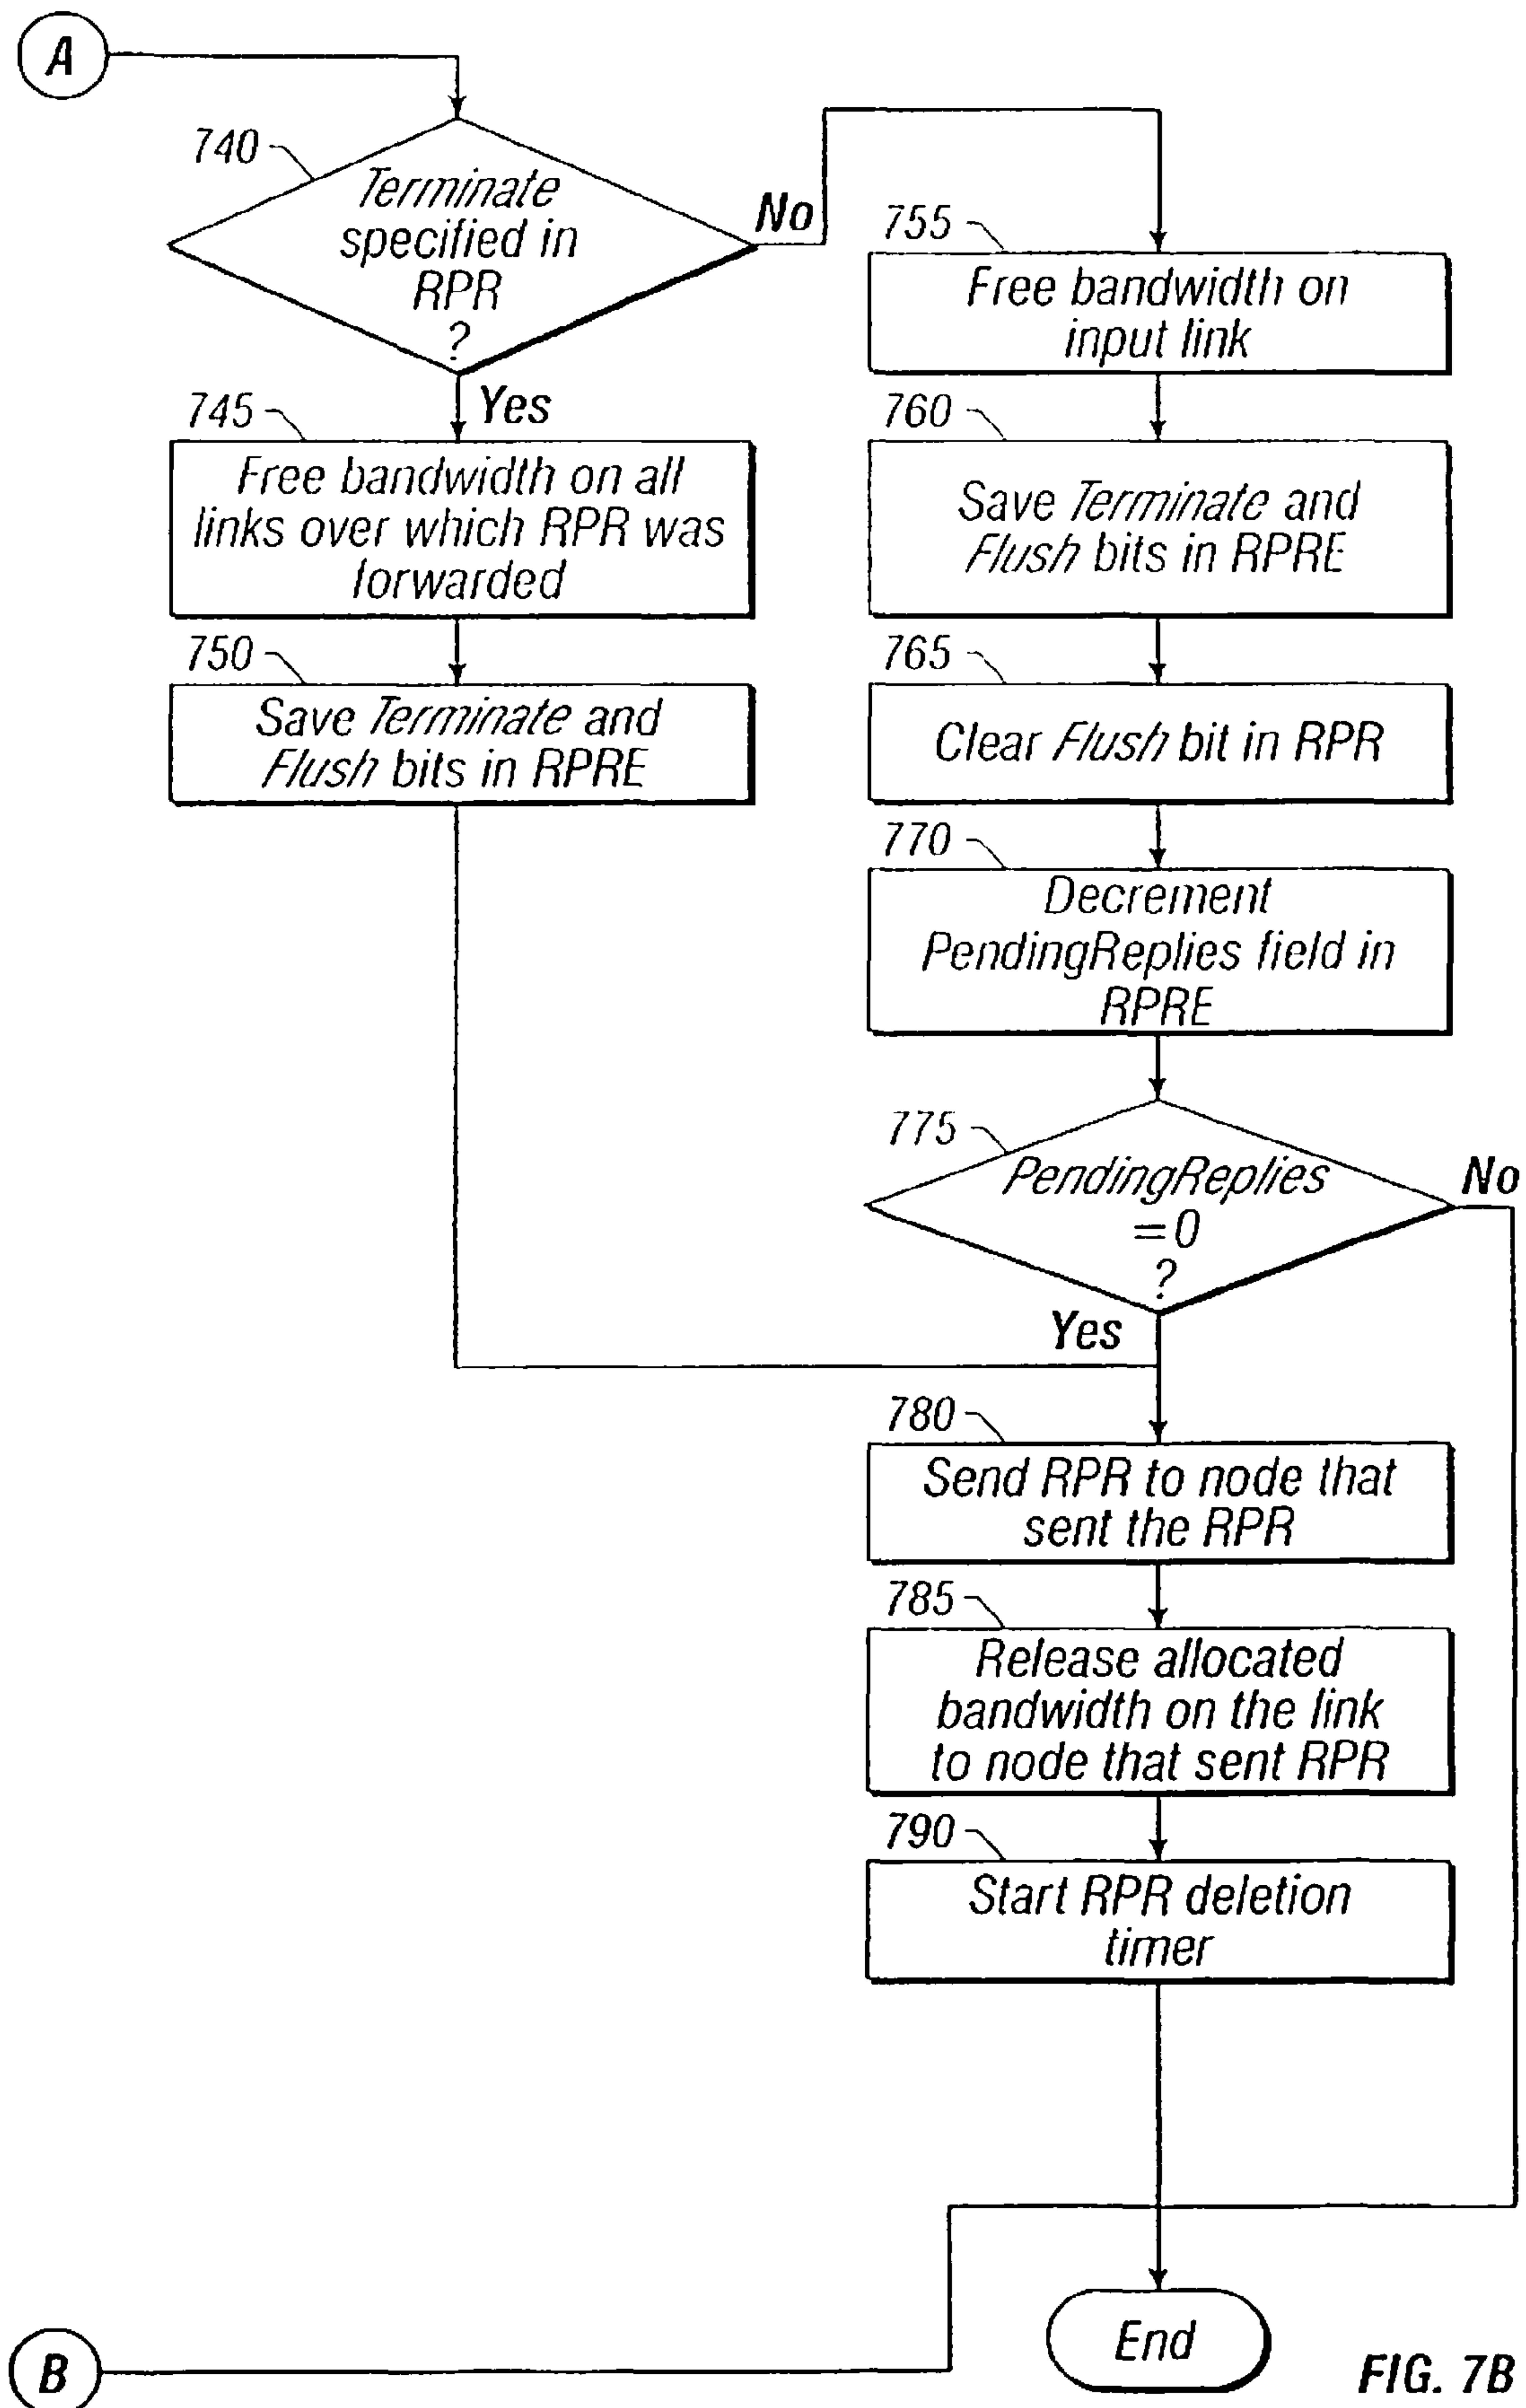 A
740
Terminate
specified in
RPR
?
No
Yes
745
Free bandwidth on all
links over which RPR was
forwarded
750
Save Terminate and
Flush bits in RPRE
755
Free bandwidth on
input link
760
Save Terminate and
Flush bits in RPRE
765
Clear Flush bit in RPR
770
Decrement
PendingReplies field in
RPRE
775
PendingReplies
=0
?
No
Yes
780
Send RPR to node that
sent the RPR
785
Release allocated
bandwidth on the link
to node that sent RPR
790
Start RPR deletion
timer
End
B
FIG. 7B